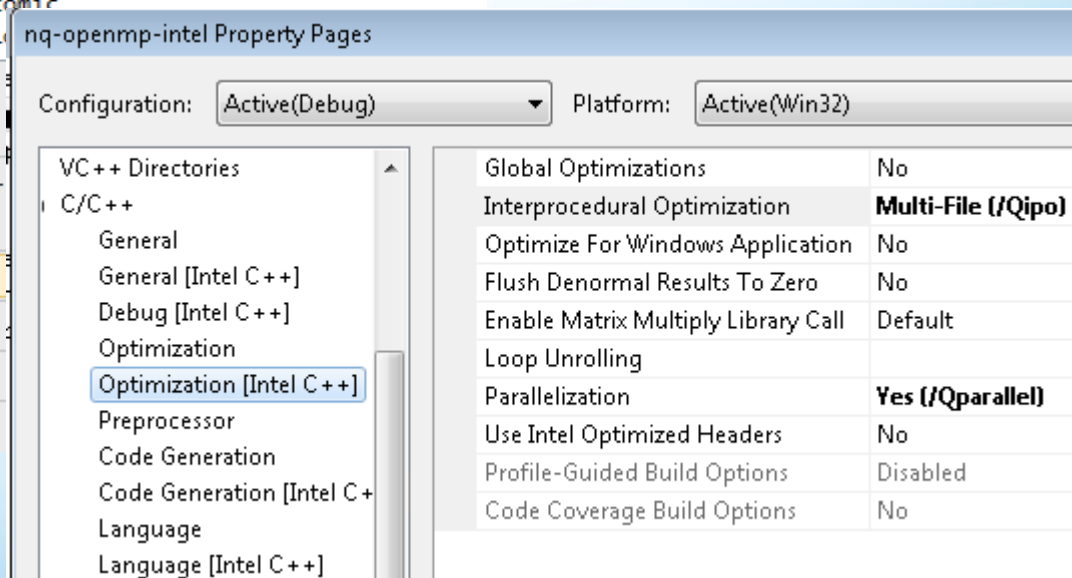 tomic
nq-openmp-intel Property Pages
Configuration: Active(Debug) Platform: Active(Win32)
VC++ Directories
C/C++
General
General [Intel C++]
Debug [Intel C++]
Optimization
Optimization [Intel C++]
Preprocessor
Code Generation
Code Generation [Intel C+
Language
Language [Intel C++]
Global Optimizations No
Interprocedural Optimization Multi-File (/Qipo)
Optimize For Windows Application No
Flush Denormal Results To Zero No
Enable Matrix Multiply Library Call Default
Loop Unrolling
Parallelization Yes (/Qparallel)
Use Intel Optimized Headers No
Profile-Guided Build Options Disabled
Code Coverage Build Options No